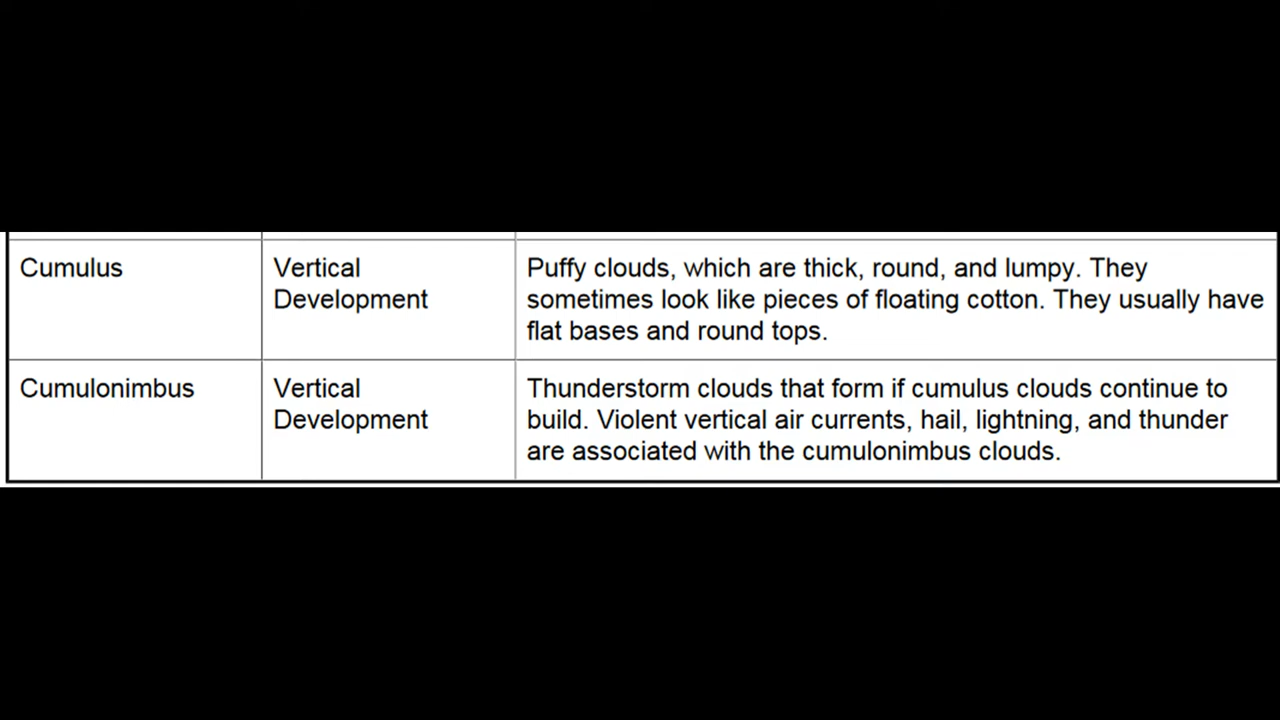 Cumulus
Vertical
Development
Puffy clouds, which are thick, round, and lumpy. They
sometimes look like pieces of floating cotton. They usually have
flat bases and round tops.
Cumulonimbus
Vertical
Development
Thunderstorm clouds that form if cumulus clouds continue to
build. Violent vertical air currents, hail, lightning, and thunder
are associated with the cumulonimbus clouds.